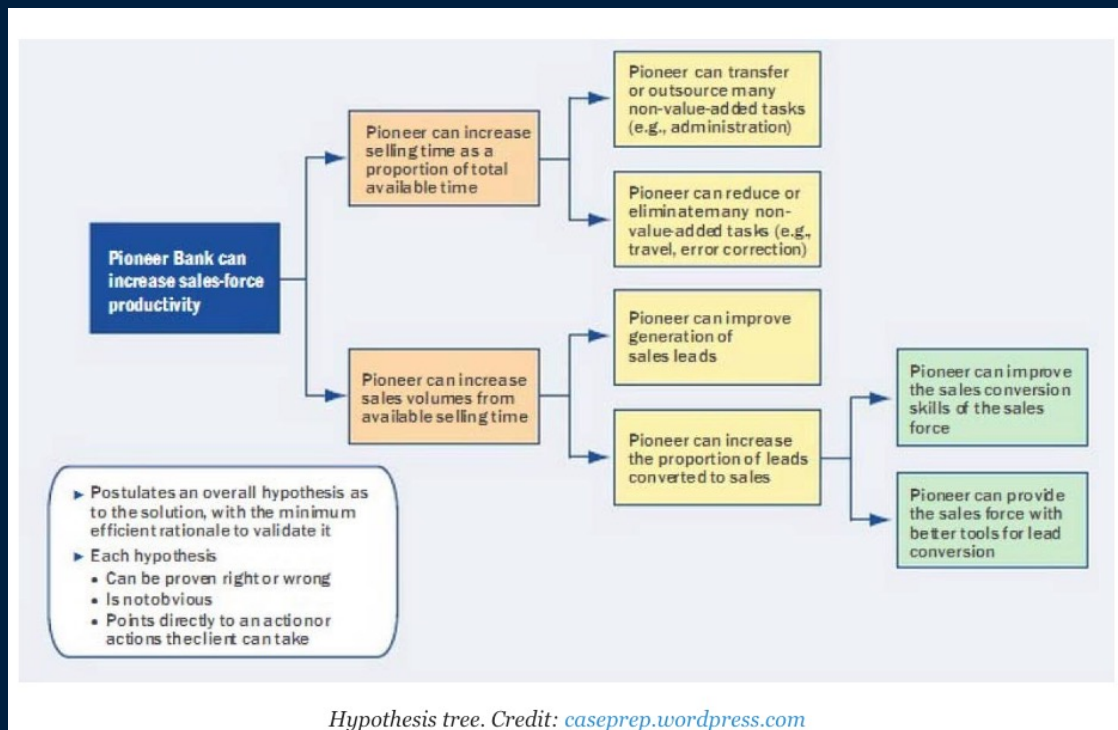 Pioneer Bank can
increase sales-force
productivity
Pioneer can increase
selling time as a
proportion of total
available time
Pioneer can transfer
or outsource many
non-value-added tasks
(e.g., administration)
Pioneer can reduce or
eliminatemany non-
value-added tasks (e.g.,
travel, error correction)
Pioneer can increase
sales volumes from
available selling time
Pioneer can improve
generation of
sales leads
Pioneer can increase
the proportion of leads
converted to sales
Pioneer can improve
the sales conversion
skills of the sales
force
Pioneer can provide
the sales force with
better tools for lead
conversion
► Postulates an overall hypothesis as
to the solution, with the minimum
efficient rationale to validate it
► Each hypothesis
• Can be proven right or wrong
• Is notobvious
• Points directly to an actionor
actions theclient can take
Hypothesis tree. Credit: caseprep.wordpress.com